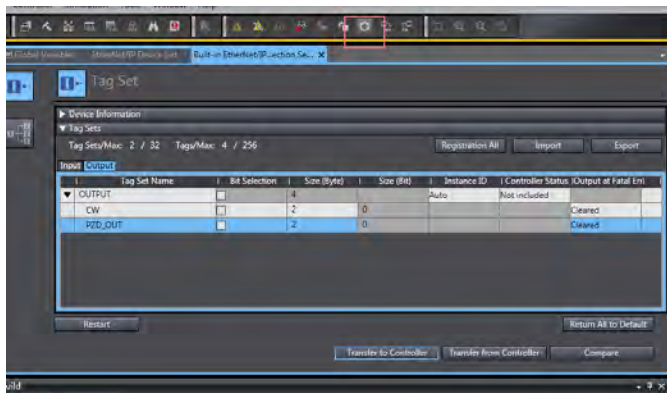 Global Variables EtherNet/IP Device List Built-in EtherNet/IP ...ection Se... X
Tag Set
Device Information
Tag Sets
Tag Sets/Max: 2 / 32 Tags/Max: 4 / 256 Registration All Import Export
Input Output
Tag Set Name Bit Selection Size (Byte) Size (Bit) Instance ID Controller Status Output at Fatal Err
OUTPUT 4 Auto Not included
CW 2 0 Cleared
PZD_OUT 2 0 Cleared
Restart Return All to Default
Transfer to Controller Transfer from Controller Compare